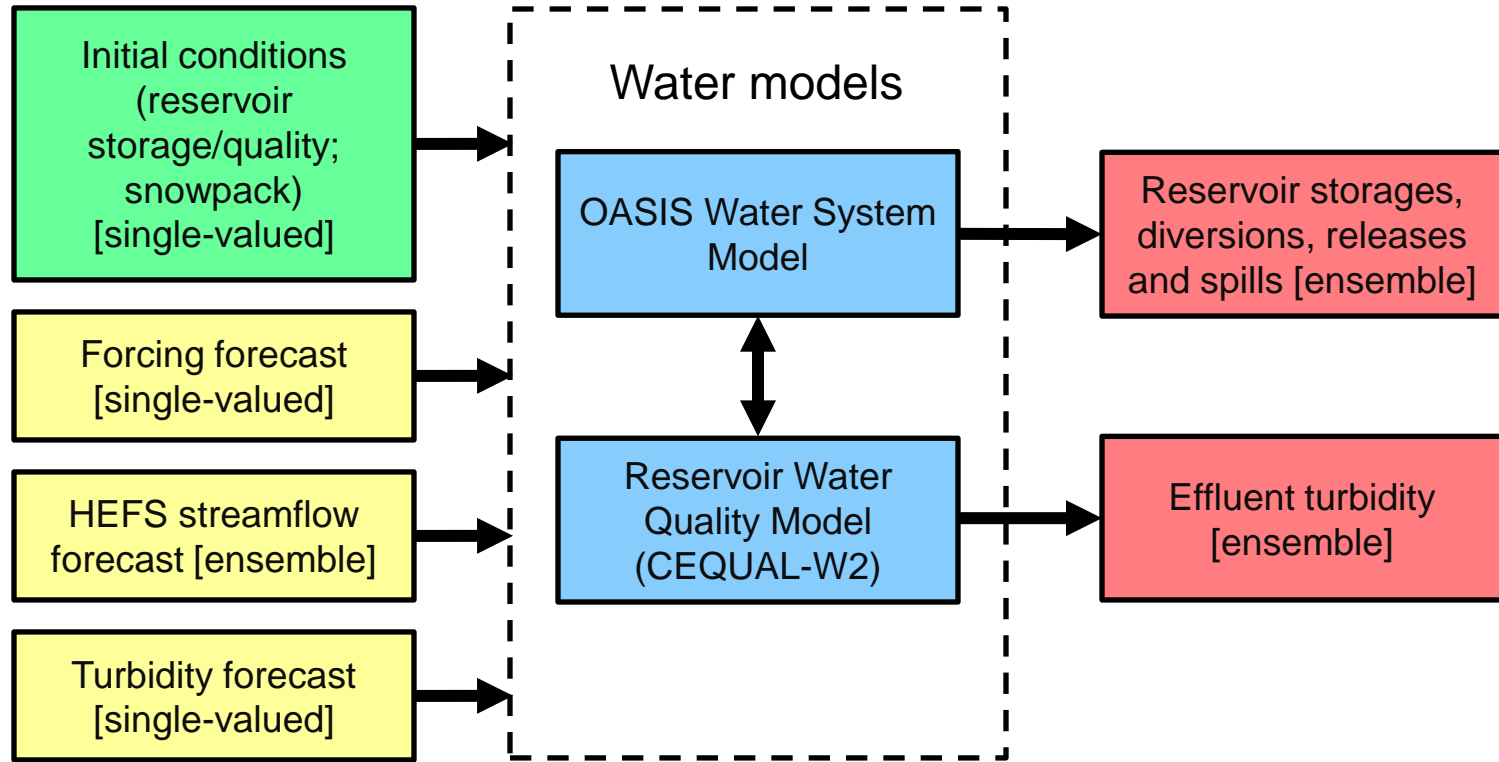 Initial conditions
(reservoir
storage/quality;
snowpack)
[single-valued]
Forcing forecast
[single-valued]
HEFS streamflow
forecast [ensemble]
Turbidity forecast
[single-valued]
Water models
OASIS Water System
Model
Reservoir Water
Quality Model
(CEQUAL-W2)
Reservoir storages,
diversions, releases
and spills [ensemble]
Effluent turbidity
[ensemble]